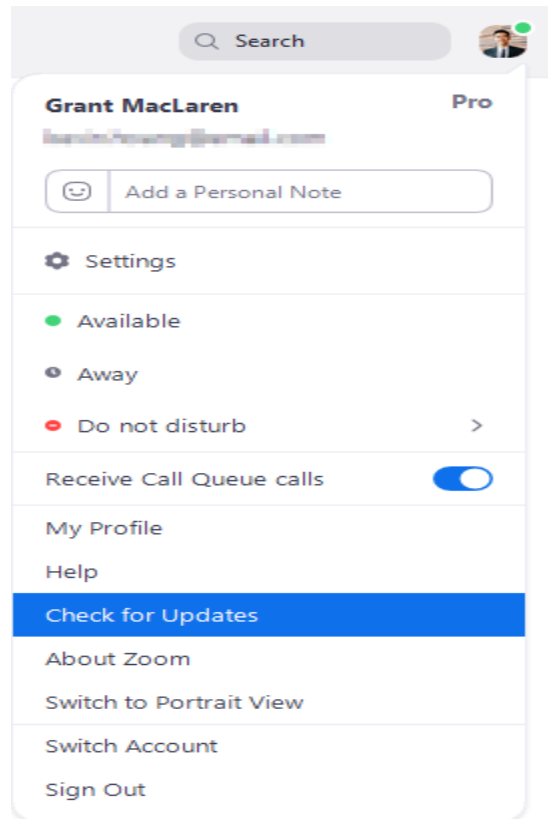 Search
Grant MacLaren Pro
Add a Personal Note
Settings
Available
Away
Do not disturb
Receive Call Queue calls
My Profile
Help
Check for Updates
About Zoom
Switch to Portrait View
Switch Account
Sign Out